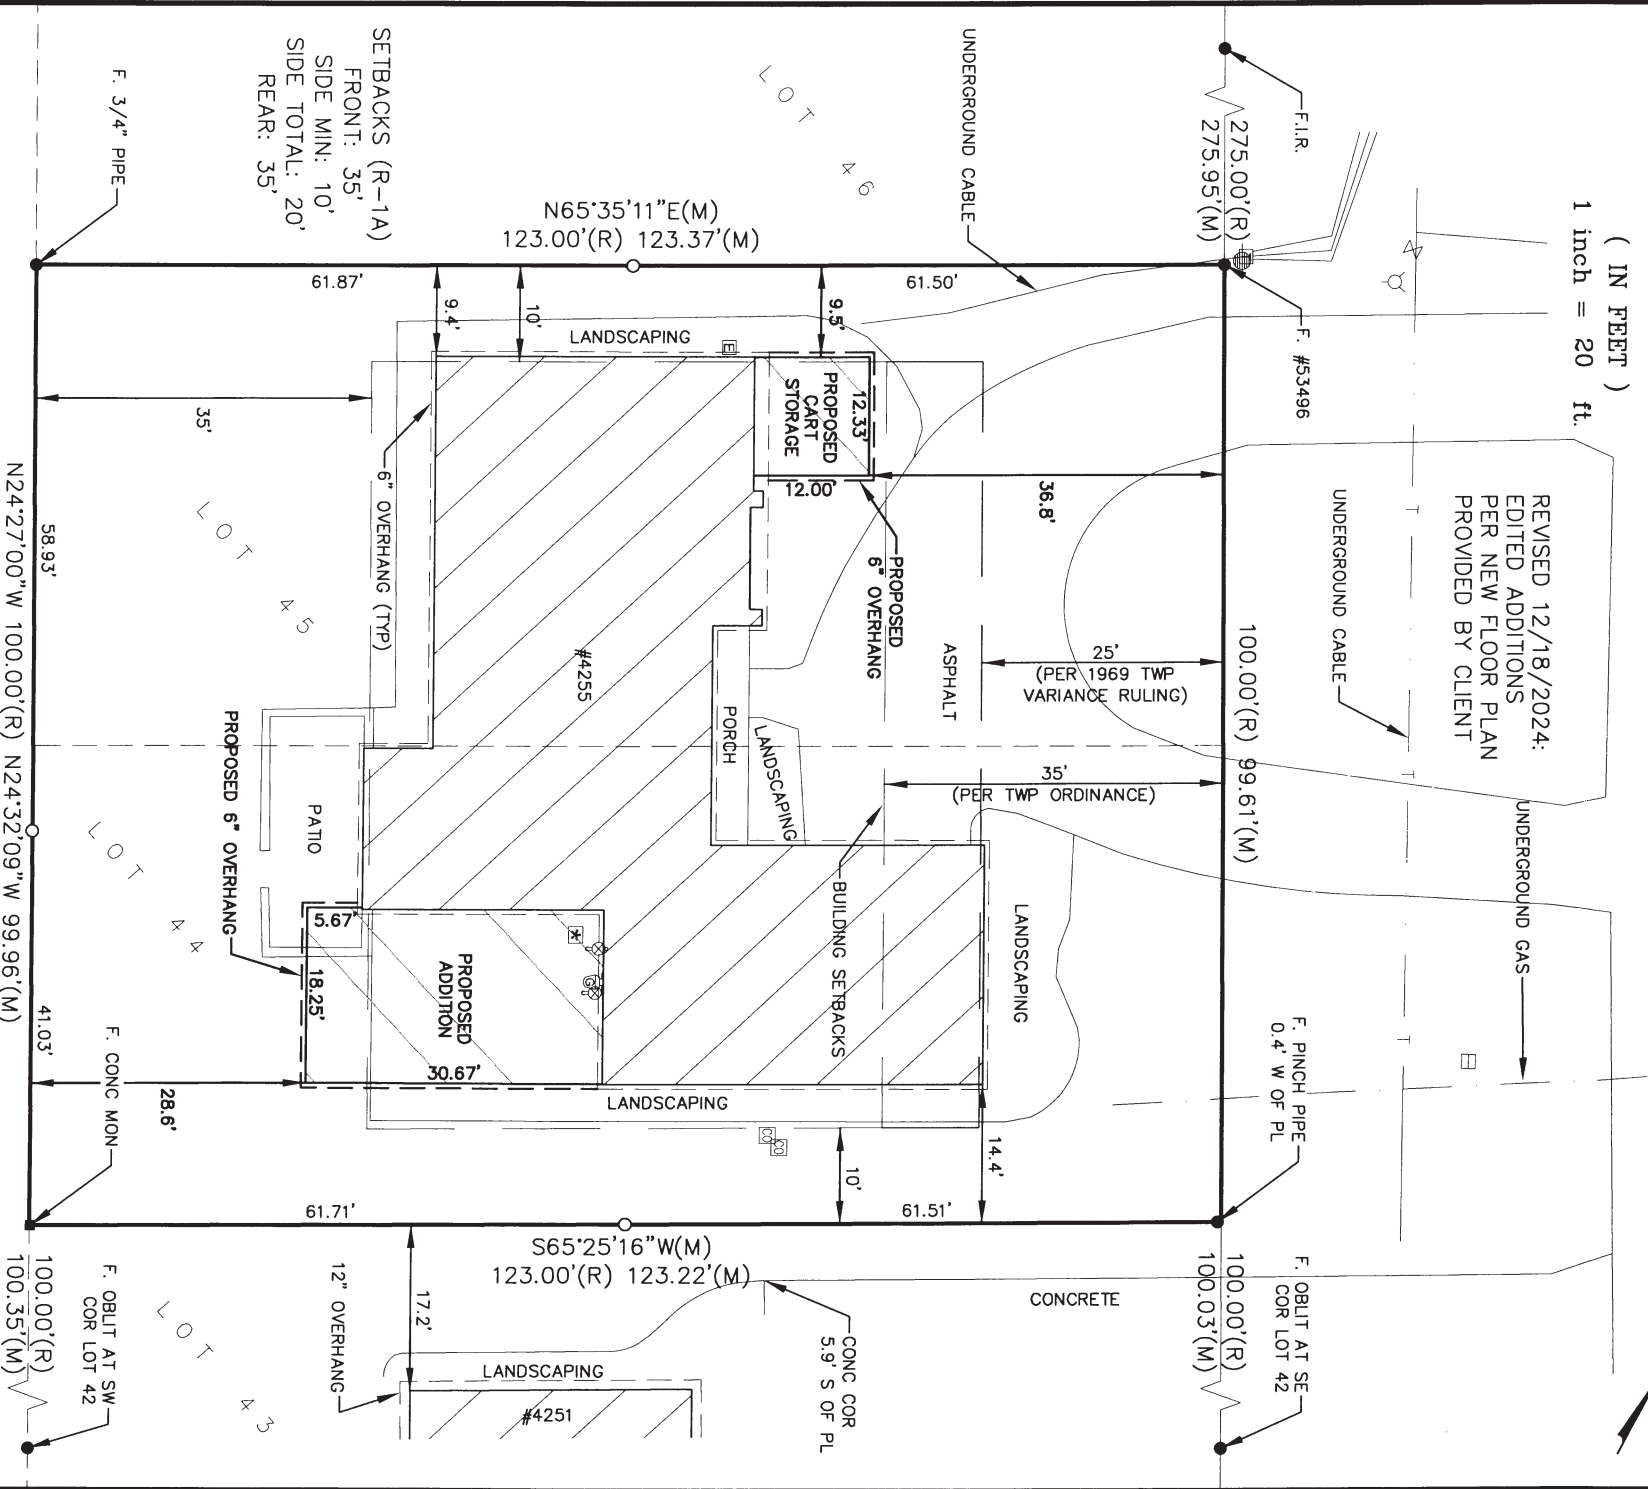 ( IN FEET )
1 inch = 20 ft.
REVISED 12/18/2024:
EDITED ADDITIONS
PER NEW FLOOR PLAN
PROVIDED BY CLIENT
F.I.R.
275.00'(R)
275.95'(M)
F. #53496
UNDERGROUND CABLE
UNDERGROUND CABLE
T
T
T
UNDERGROUND GAS
F. PINCH PIPE
0.4' W OF PL
F. OBLIT AT SE
COR LOT 42
100.00'(R)
100.03'(M)
100.00'(R) 99.61'(M)
LOT 46
N65°35'11"E(M)
123.00'(R) 123.37'(M)
61.87'
61.50'
SETBACKS (R-1A)
FRONT: 35'
SIDE MIN: 10'
SIDE TOTAL: 20'
REAR: 35'
F. 3/4" PIPE
9.4'
10'
9.5'
LANDSCAPING
E
12.33'
PROPOSED
CART
STORAGE
12.00'
36.8'
PROPOSED
6" OVERHANG
25'
(PER 1969 TWP
VARIANCE RULING)
ASPHALT
35'
(PER TWP ORDINANCE)
35'
6" OVERHANG (TYP)
#4255
PORCH
LANDSCAPING
BUILDING SETBACKS
LANDSCAPING
LOT 45
58.93'
N24°27'00"W 100.00'(R) N24°32'09"W 99.96'(M)
41.03'
LOT 44
PATIO
PROPOSED 6" OVERHANG
5.67'
18.25'
PROPOSED
ADDITION
30.67'
*
G
28.6'
F. CONC MON
LANDSCAPING
CO
CO
14.4'
10'
61.71'
61.51'
S65°25'16"W(M)
123.00'(R) 123.22'(M)
17.2'
12" OVERHANG
LANDSCAPING
#4251
CONC COR
5.9' S OF PL
CONCRETE
LOT 43
F. OBLIT AT SW
COR LOT 42
100.00'(R)
100.35'(M)